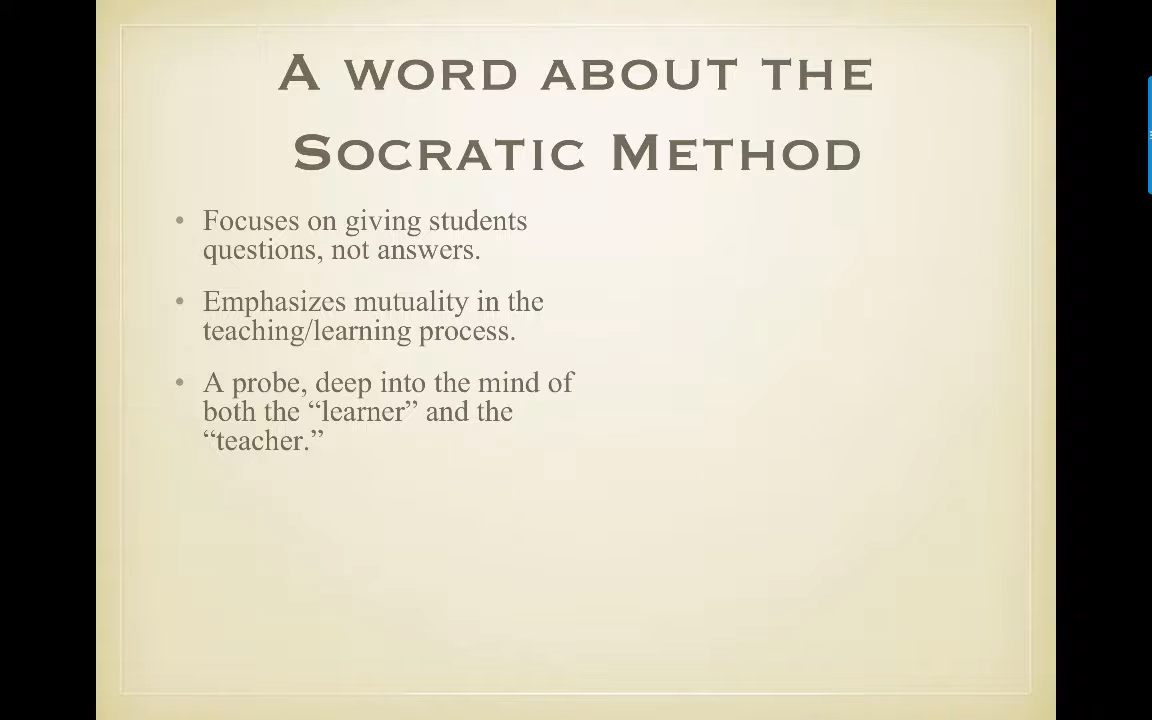 A WORD ABOUT THE
SOCRATIC METHOD
• Focuses on giving students
questions, not answers.
• Emphasizes mutuality in the
teaching/learning process.
• A probe, deep into the mind of
both the “learner” and the
“teacher.”